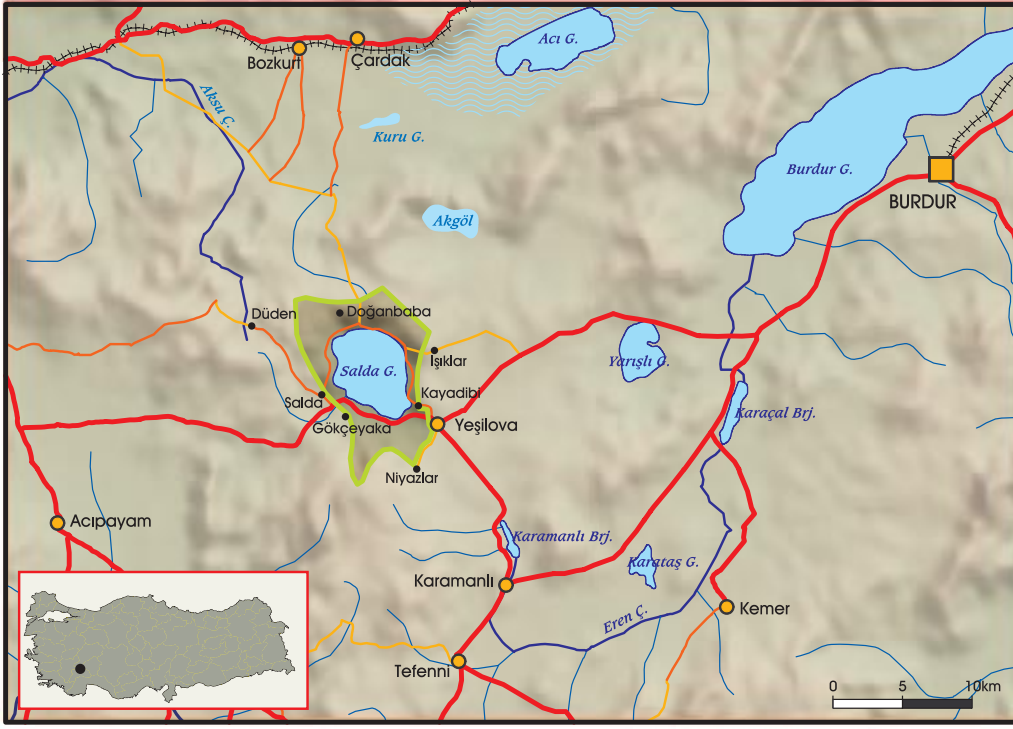 Acı G.
Bozkurt
Çardak
Aksu Ç.
Kuru G.
Burdur G.
BURDUR
Akgöl
Düden
Doğanbaba
Işıklar
Yarışlı G.
Salda G.
Salda
Kayadibi
Karaçal Brj.
Gökçeyaka
Yeşilova
Niyazlar
Acıpayam
Karamanlı Brj.
Karataş G.
Karamanlı
Kemer
Eren Ç.
Tefenni
0 5 10km